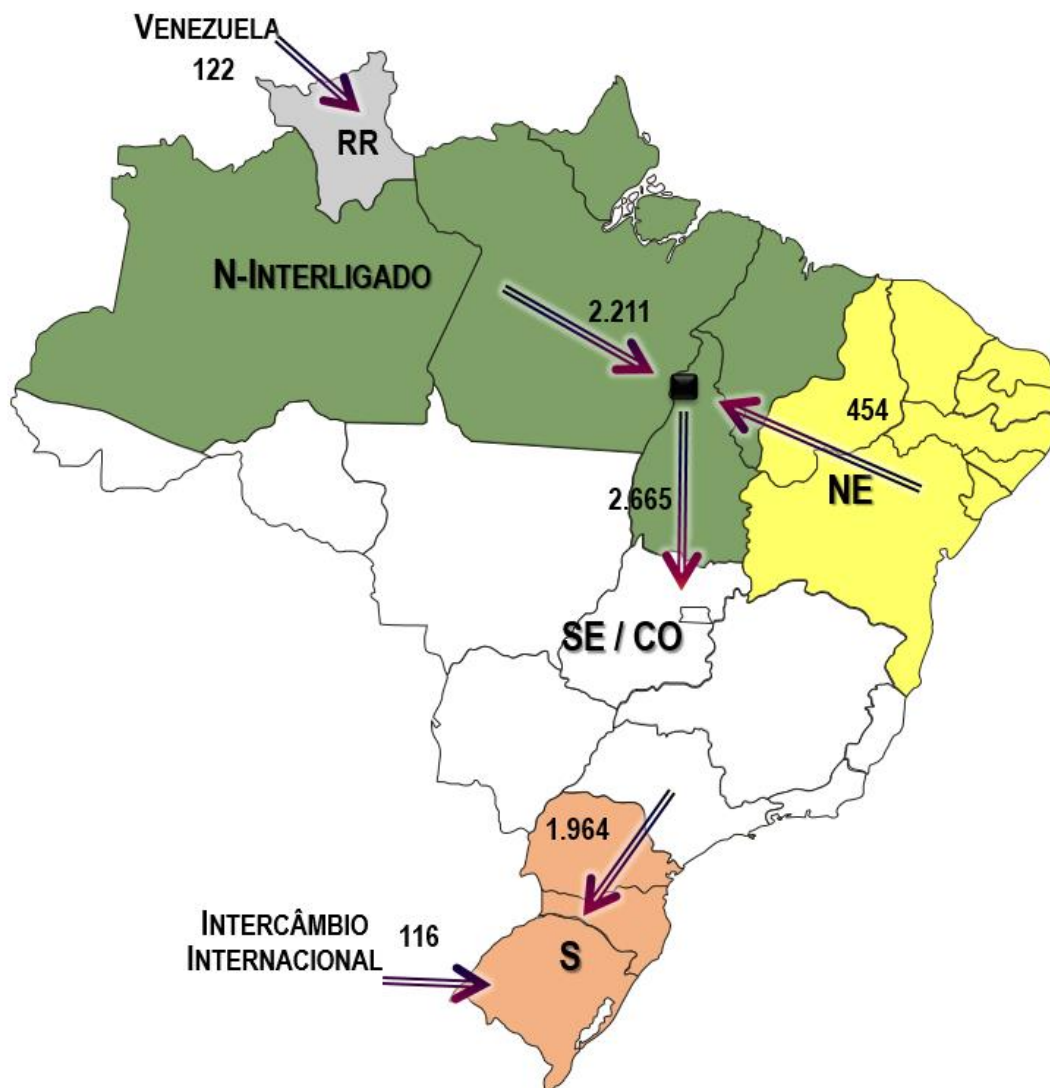 VENEZUELA
122
RR
N-INTERLIGADO
2.211
454
NE
2.665
SE / CO
1.964
INTERCÂMBIO
INTERNACIONAL
116
S